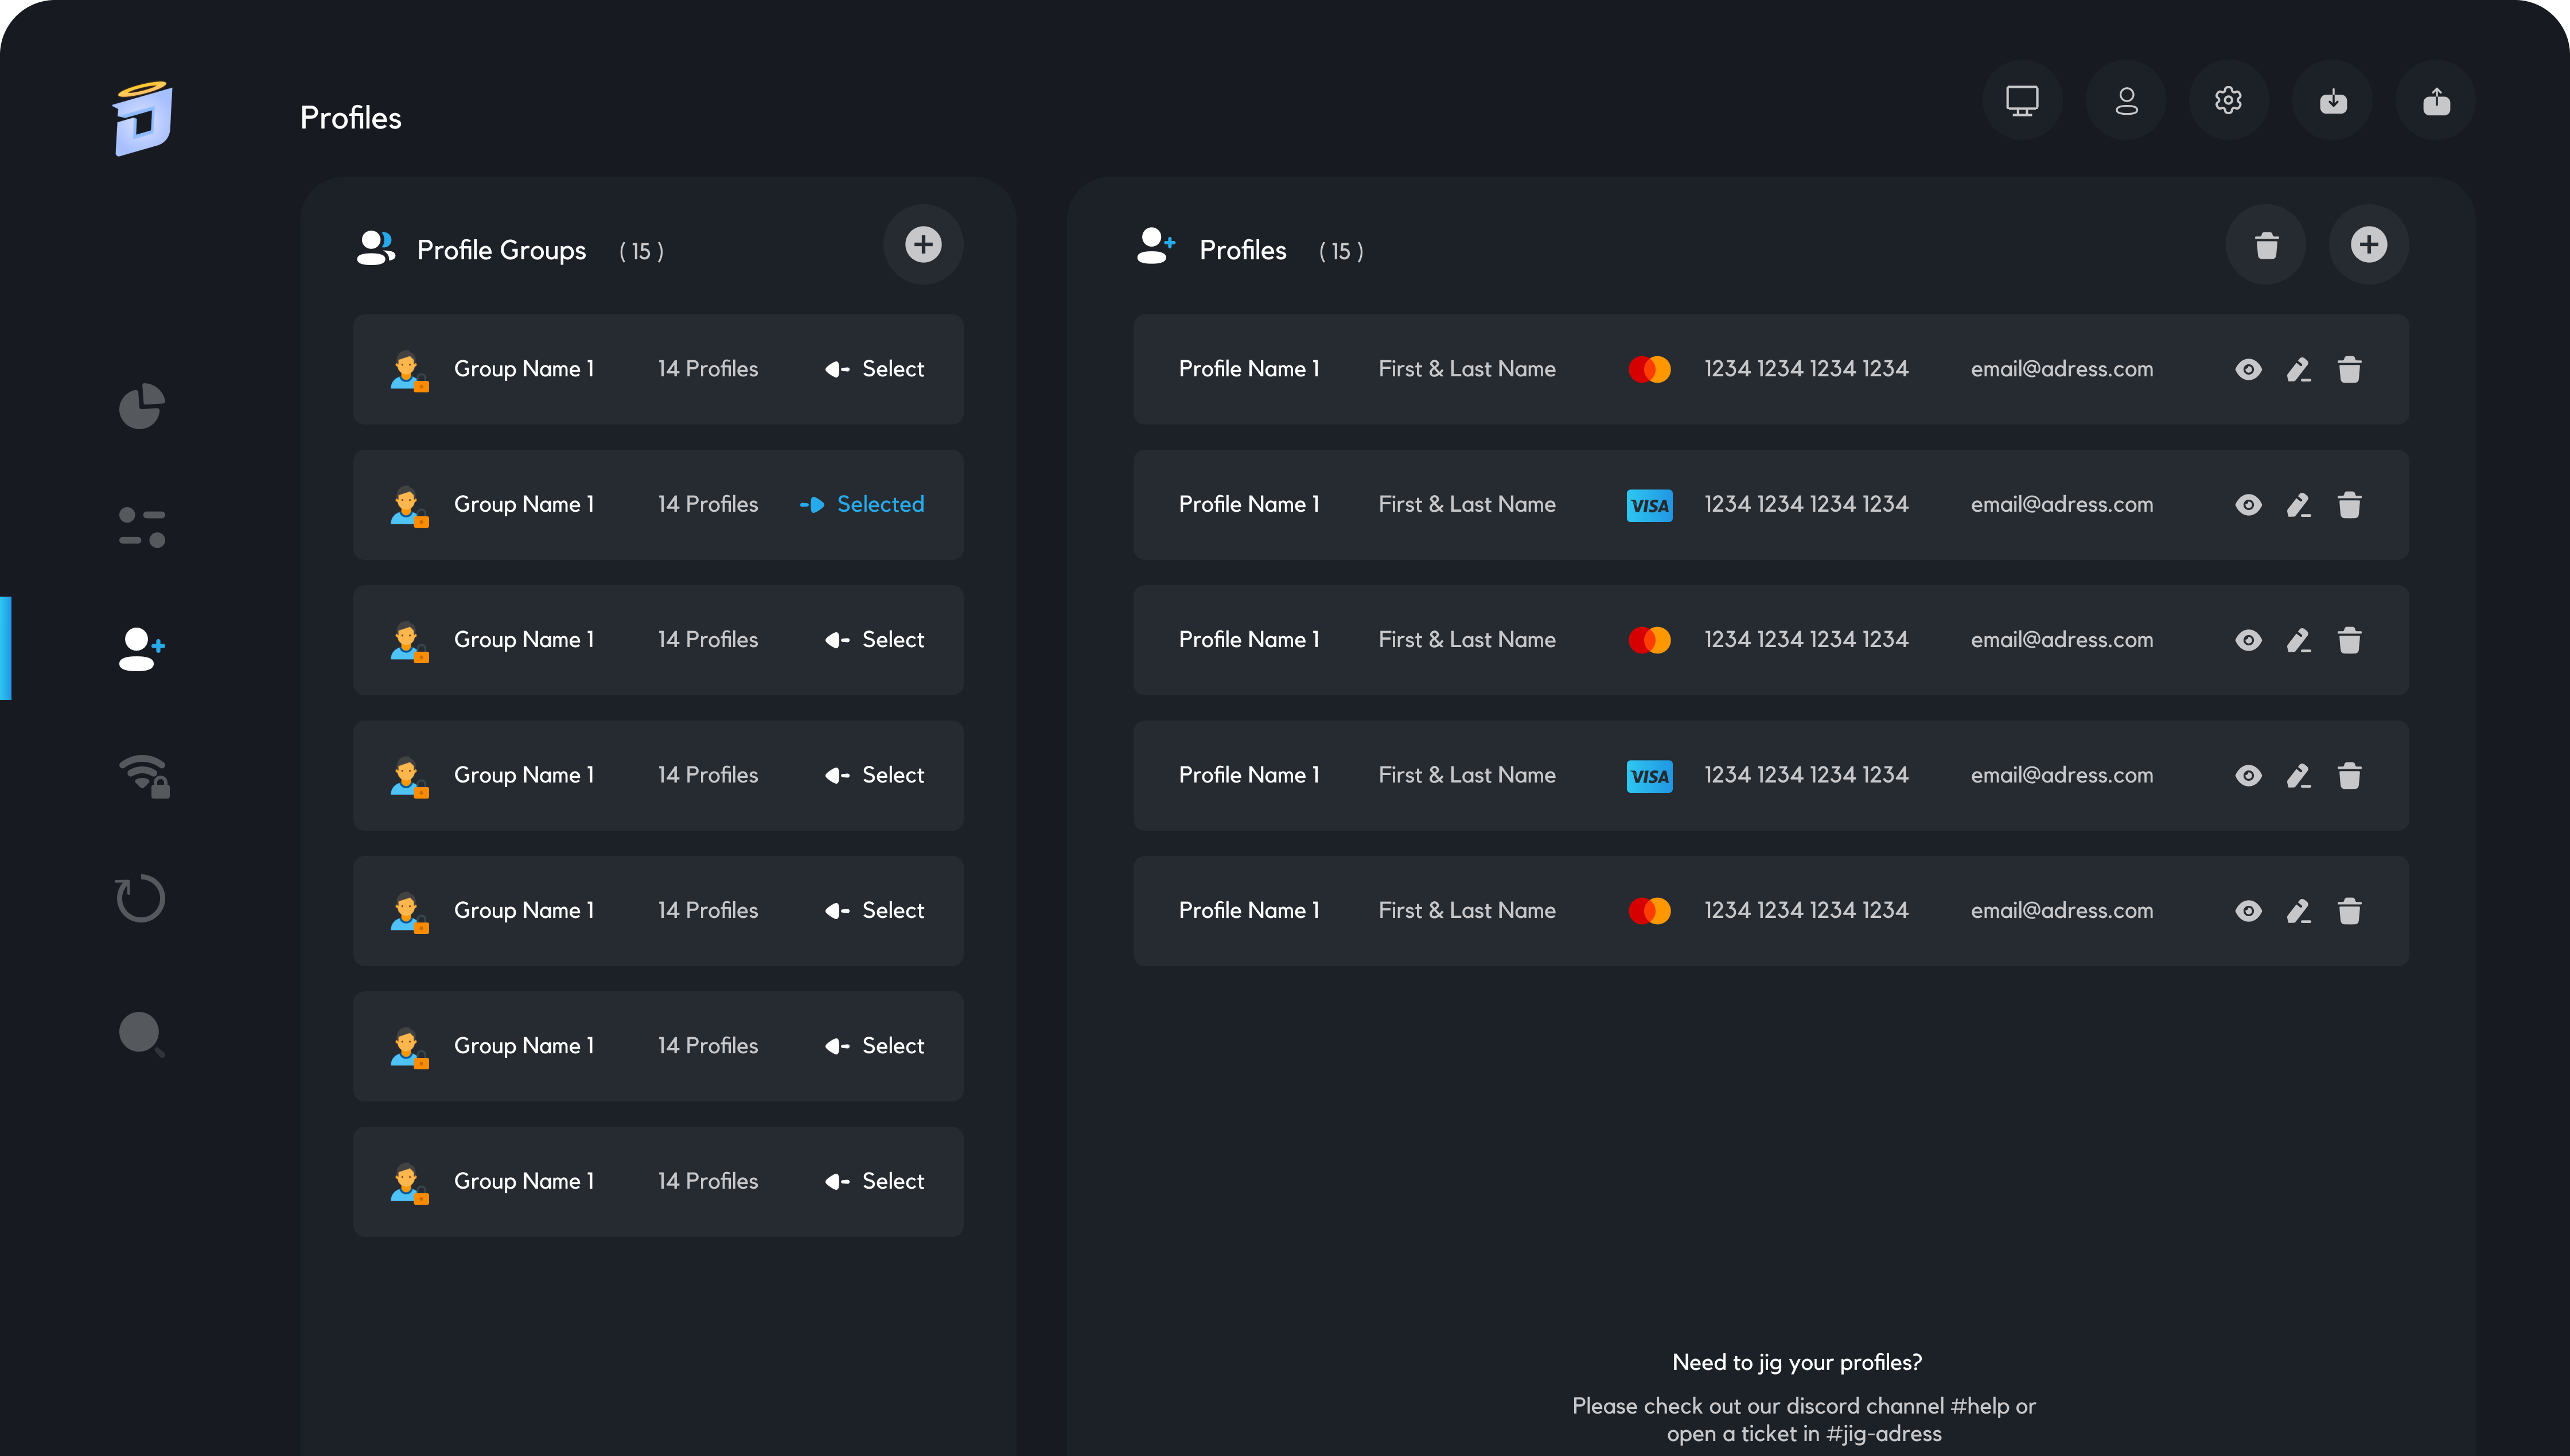 Profiles
Profile Groups ( 15 )
Group Name 1 14 Profiles Select
Group Name 1 14 Profiles Selected
Group Name 1 14 Profiles Select
Group Name 1 14 Profiles Select
Group Name 1 14 Profiles Select
Group Name 1 14 Profiles Select
Group Name 1 14 Profiles Select
Profiles ( 15 )
Profile Name 1 First & Last Name 1234 1234 1234 1234 email@adress.com
Profile Name 1 First & Last Name VISA 1234 1234 1234 1234 email@adress.com
Profile Name 1 First & Last Name 1234 1234 1234 1234 email@adress.com
Profile Name 1 First & Last Name VISA 1234 1234 1234 1234 email@adress.com
Profile Name 1 First & Last Name 1234 1234 1234 1234 email@adress.com
Need to jig your profiles?
Please check out our discord channel #help or
open a ticket in #jig-adress